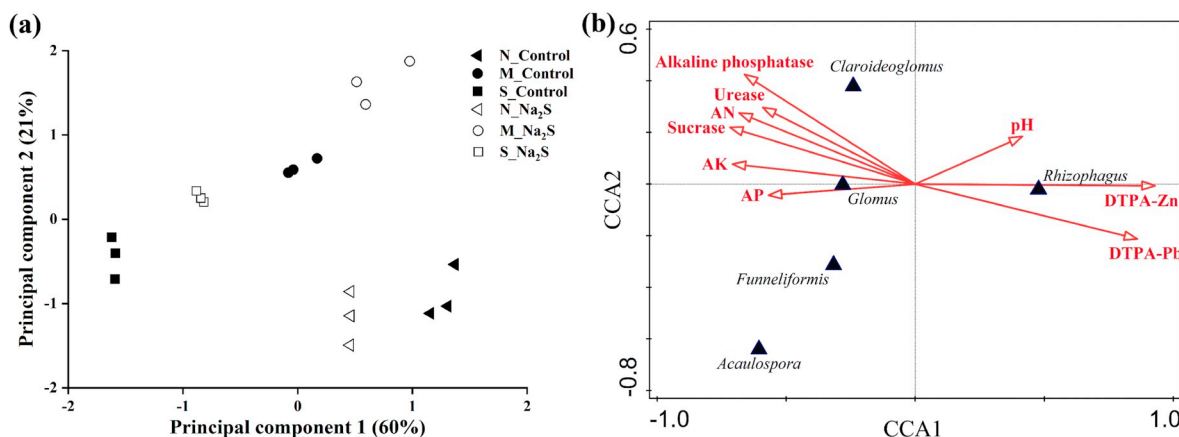 (a)
2
1
0
-1
-2
-2
-1
0
1
2
Principal component 2 (21%)
Principal component 1 (60%)
N_Control
M_Control
S_Control
N_Na₂S
M_Na₂S
S_Na₂S
(b)
0.6
-0.8
CCA2
-1.0
1.0
CCA1
Alkaline phosphatase
Claroideoglomus
Urease
AN
Sucrase
pH
AK
Rhizophagus
AP
Glomus
DTPA-Zn
DTPA-Pb
Funneliformis
Acaulospora